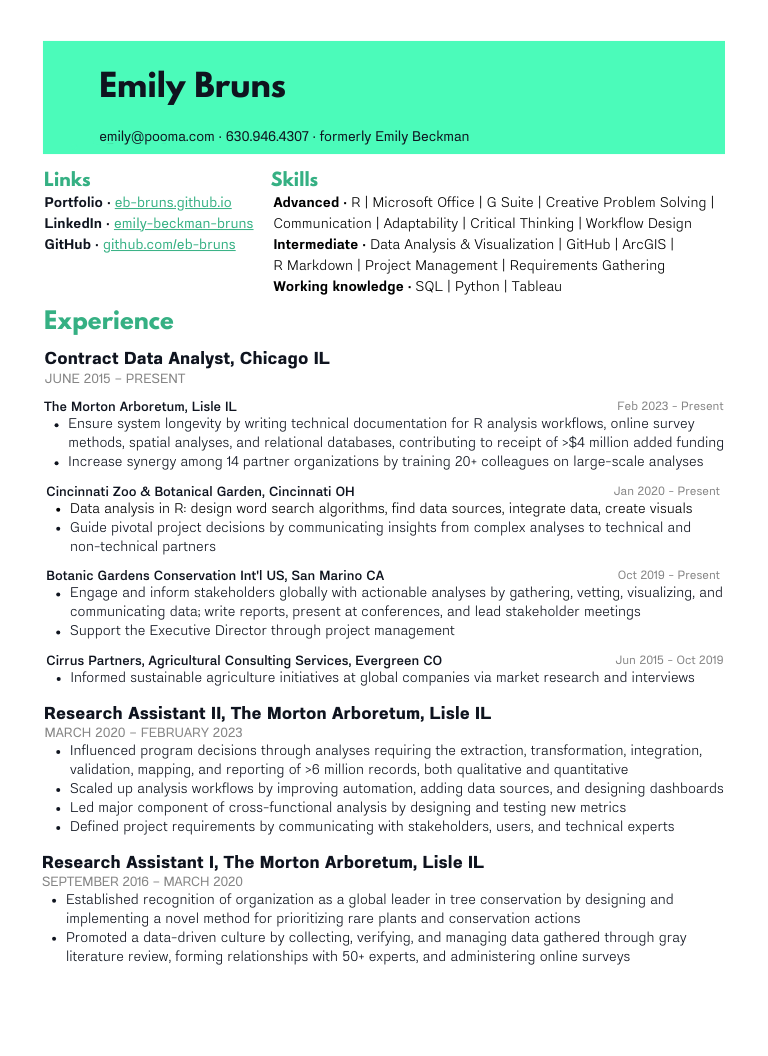 Emily Bruns
emily@pooma.com · 630.946.4307 · formerly Emily Beckman
Links
Portfolio · eb-bruns.github.io
LinkedIn · emily-beckman-bruns
GitHub · github.com/eb-bruns
Skills
Advanced · R | Microsoft Office | G Suite | Creative Problem Solving |
Communication | Adaptability | Critical Thinking | Workflow Design
Intermediate · Data Analysis & Visualization | GitHub | ArcGIS |
R Markdown | Project Management | Requirements Gathering
Working knowledge · SQL | Python | Tableau
Experience
Contract Data Analyst, Chicago IL
JUNE 2015 – PRESENT
The Morton Arboretum, Lisle IL Feb 2023 - Present
• Ensure system longevity by writing technical documentation for R analysis workflows, online survey
methods, spatial analyses, and relational databases, contributing to receipt of >$4 million added funding
• Increase synergy among 14 partner organizations by training 20+ colleagues on large-scale analyses
Cincinnati Zoo & Botanical Garden, Cincinnati OH Jan 2020 - Present
• Data analysis in R: design word search algorithms, find data sources, integrate data, create visuals
• Guide pivotal project decisions by communicating insights from complex analyses to technical and
non-technical partners
Botanic Gardens Conservation Int'l US, San Marino CA Oct 2019 - Present
• Engage and inform stakeholders globally with actionable analyses by gathering, vetting, visualizing, and
communicating data; write reports, present at conferences, and lead stakeholder meetings
• Support the Executive Director through project management
Cirrus Partners, Agricultural Consulting Services, Evergreen CO Jun 2015 - Oct 2019
• Informed sustainable agriculture initiatives at global companies via market research and interviews
Research Assistant II, The Morton Arboretum, Lisle IL
MARCH 2020 – FEBRUARY 2023
• Influenced program decisions through analyses requiring the extraction, transformation, integration,
validation, mapping, and reporting of >6 million records, both qualitative and quantitative
• Scaled up analysis workflows by improving automation, adding data sources, and designing dashboards
• Led major component of cross-functional analysis by designing and testing new metrics
• Defined project requirements by communicating with stakeholders, users, and technical experts
Research Assistant I, The Morton Arboretum, Lisle IL
SEPTEMBER 2016 – MARCH 2020
• Established recognition of organization as a global leader in tree conservation by designing and
implementing a novel method for prioritizing rare plants and conservation actions
• Promoted a data-driven culture by collecting, verifying, and managing data gathered through gray
literature review, forming relationships with 50+ experts, and administering online surveys